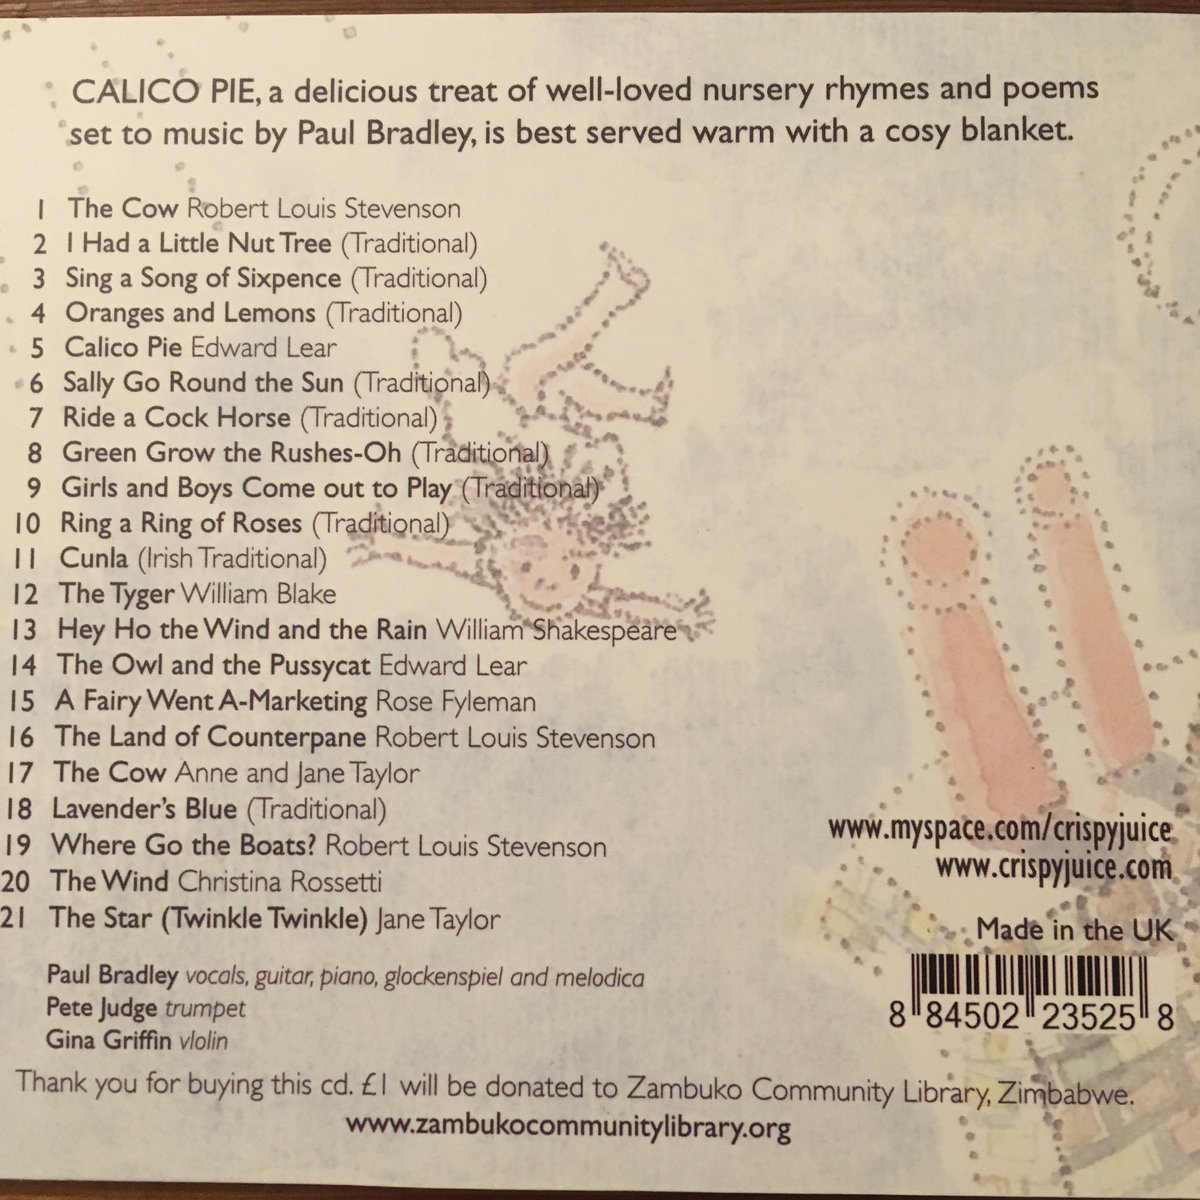 CALICO PIE, a delicious treat of well-loved nursery rhymes and poems
set to music by Paul Bradley, is best served warm with a cosy blanket.
1 The Cow Robert Louis Stevenson
2 I Had a Little Nut Tree (Traditional)
3 Sing a Song of Sixpence (Traditional)
4 Oranges and Lemons (Traditional)
5 Calico Pie Edward Lear
6 Sally Go Round the Sun (Traditional)
7 Ride a Cock Horse (Traditional)
8 Green Grow the Rushes-Oh (Traditional)
9 Girls and Boys Come out to Play (Traditional)
10 Ring a Ring of Roses (Traditional)
11 Cunla (Irish Traditional)
12 The Tyger William Blake
13 Hey Ho the Wind and the Rain William Shakespeare
14 The Owl and the Pussycat Edward Lear
15 A Fairy Went A-Marketing Rose Fyleman
16 The Land of Counterpane Robert Louis Stevenson
17 The Cow Anne and Jane Taylor
18 Lavender's Blue (Traditional)
19 Where Go the Boats? Robert Louis Stevenson
20 The Wind Christina Rossetti
21 The Star (Twinkle Twinkle) Jane Taylor
www.myspace.com/crispyjuice
www.crispyjuice.com
Made in the UK
8 84502 23525 8
Paul Bradley vocals, guitar, piano, glockenspiel and melodica
Pete Judge trumpet
Gina Griffin vlolin
Thank you for buying this cd. £1 will be donated to Zambuko Community Library, Zimbabwe.
www.zambukocommunitylibrary.org